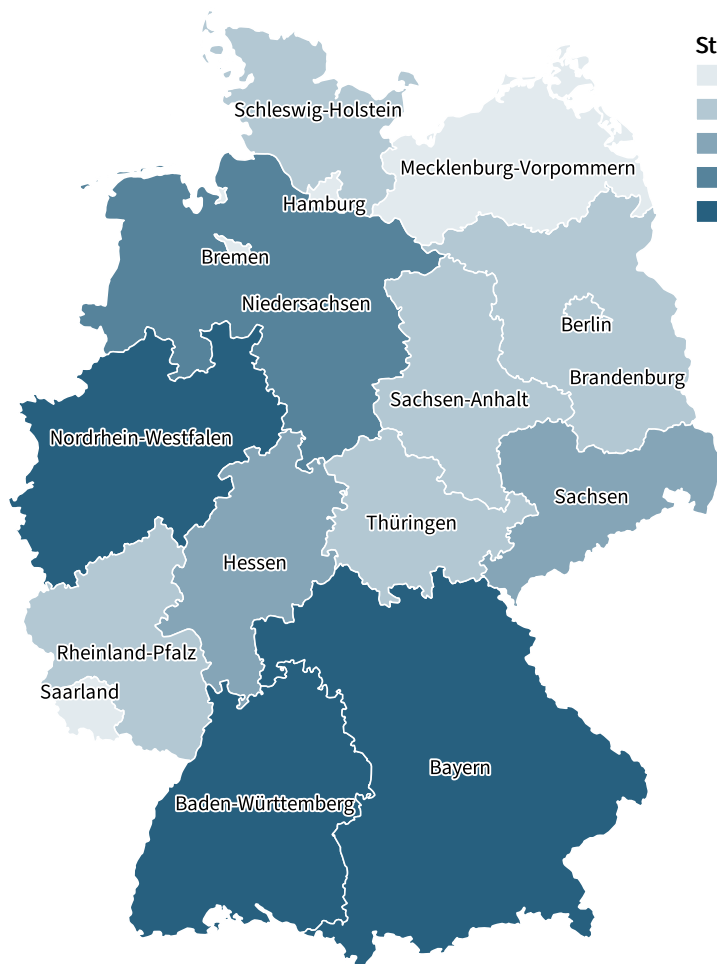 St
Schleswig-Holstein
Mecklenburg-Vorpommern
Hamburg
Bremen
Niedersachsen
Berlin
Brandenburg
Sachsen-Anhalt
Nordrhein-Westfalen
Sachsen
Thüringen
Hessen
Rheinland-Pfalz
Saarland
Bayern
Baden-Württemberg